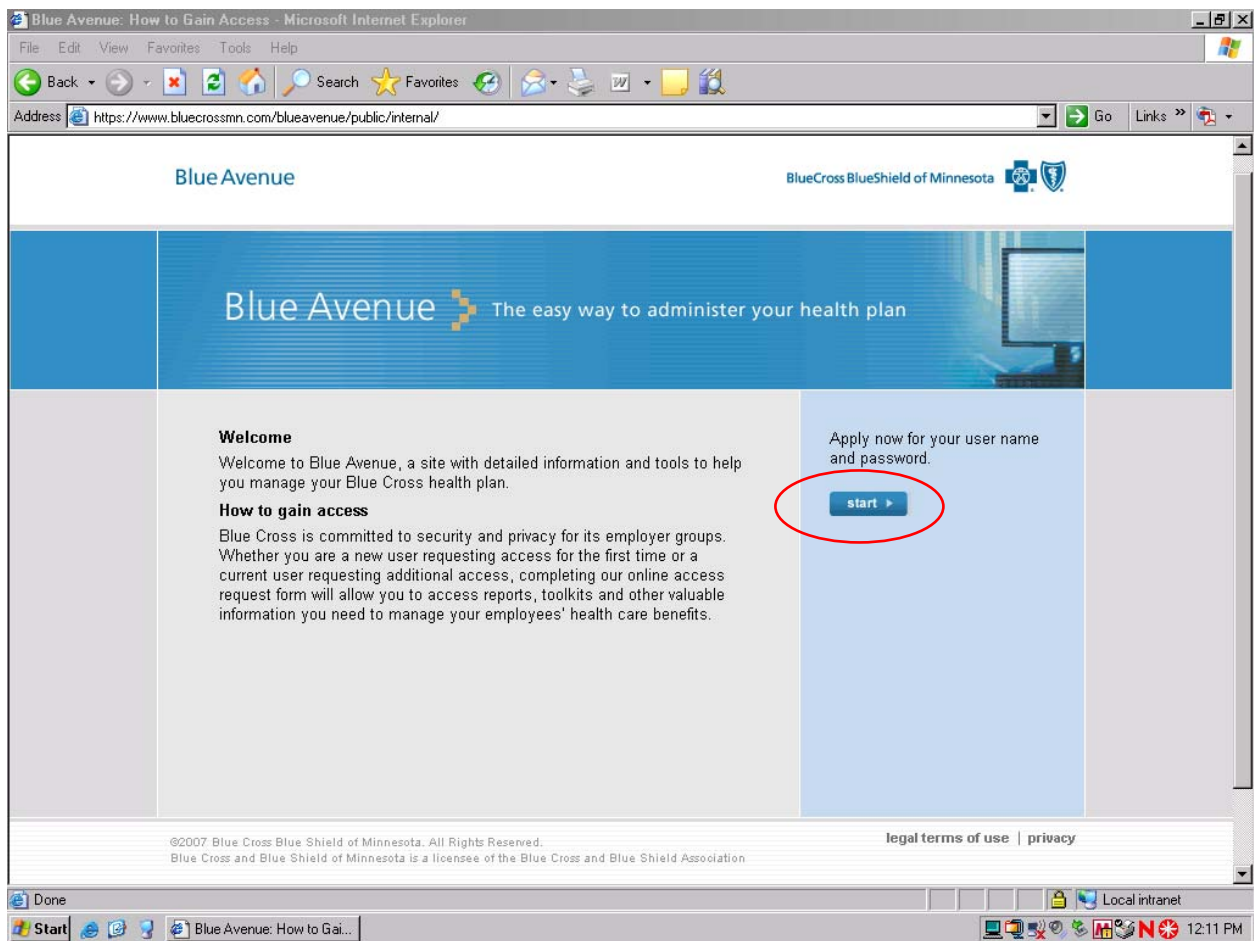 Blue Avenue: How to Gain Access - Microsoft Internet Explorer
File Edit View Favorites Tools Help
Back Search Favorites
Address https://www.bluecrossmn.com/blueavenue/public/internal/ Go Links »
Blue Avenue
BlueCross BlueShield of Minnesota
Blue Avenue The easy way to administer your health plan
Welcome
Welcome to Blue Avenue, a site with detailed information and tools to help
you manage your Blue Cross health plan.
How to gain access
Blue Cross is committed to security and privacy for its employer groups.
Whether you are a new user requesting access for the first time or a
current user requesting additional access, completing our online access
request form will allow you to access reports, toolkits and other valuable
information you need to manage your employees' health care benefits.
Apply now for your user name
and password.
start
©2007 Blue Cross Blue Shield of Minnesota. All Rights Reserved.
Blue Cross and Blue Shield of Minnesota is a licensee of the Blue Cross and Blue Shield Association
legal terms of use | privacy
Done Local intranet
Start Blue Avenue: How to Gai... 12:11 PM